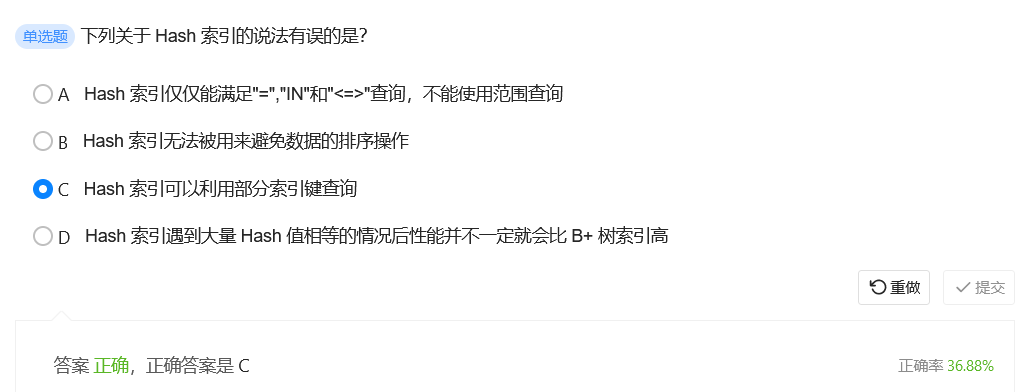 单选题 下列关于 Hash 索引的说法有误的是?
A Hash 索引仅仅能满足"=","IN"和"<=>"查询，不能使用范围查询
B Hash 索引无法被用来避免数据的排序操作
C Hash 索引可以利用部分索引键查询
D Hash 索引遇到大量 Hash 值相等的情况后性能并不一定就会比 B+ 树索引高
重做 提交
答案 正确，正确答案是 C 正确率 36.88%